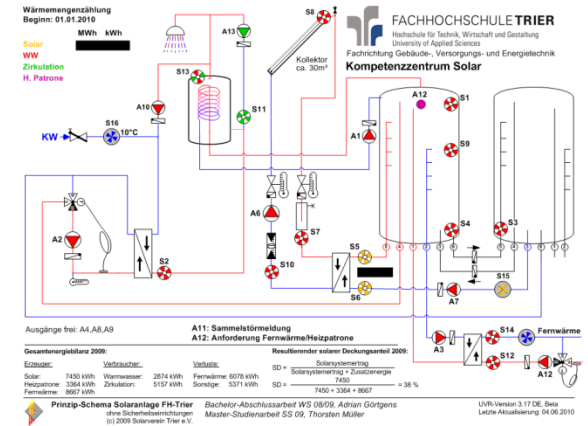 Wärmemengenzählung
Beginn: 01.01.2010
MWh kWh
Solar
WW
Zirkulation
H. Patrone
A13
S8
Kollektor
ca. 30m²
FACHHOCHSCHULE TRIER
Hochschule für Technik, Wirtschaft und Gestaltung
University of Applied Sciences
Fachrichtung Gebäude-, Versorgungs- und Energietechnik
Kompetenzzentrum Solar
S13
A10
S11
A12
S1
A1
KW
S16
10°C
S9
A6
K
S7
S4
S3
A2
S2
S10
S5
S6
A7
S15
A3
S14
Fernwärme
S12
A12
Ausgänge frei: A4,A8,A9
A11: Sammelstörmeldung
A12: Anforderung Fernwärme/Heizpatrone
Gesamtenergiebilanz 2009:
Erzeuger: Verbraucher: Verluste:
Solar: 7450 kWh Warmwasser: 2874 kWh Fernwärme: 6078 kWh
Heizpatrone: 3364 kWh Zirkulation: 5157 kWh Sonstige: 5371 kWh
Fernwärme: 8667 kWh
Resultierender solarer Deckungsanteil 2009:
SD = Solarsystemertrag
Solarsystemertrag + Zusatzenergie
SD = 7450
7450 + 3364 + 8667 = 38 %
Prinzip-Schema Solaranlage FH-Trier
ohne Sicherheitseinrichtungen
(c) 2009 Solarverein Trier e.V.
Bachelor-Abschlussarbeit WS 08/09, Adrian Görtgens
Master-Studienarbeit SS 09, Thorsten Müller
UVR-Version 3.17 DE, Beta
Letzte Aktualisierung: 04.06.2010